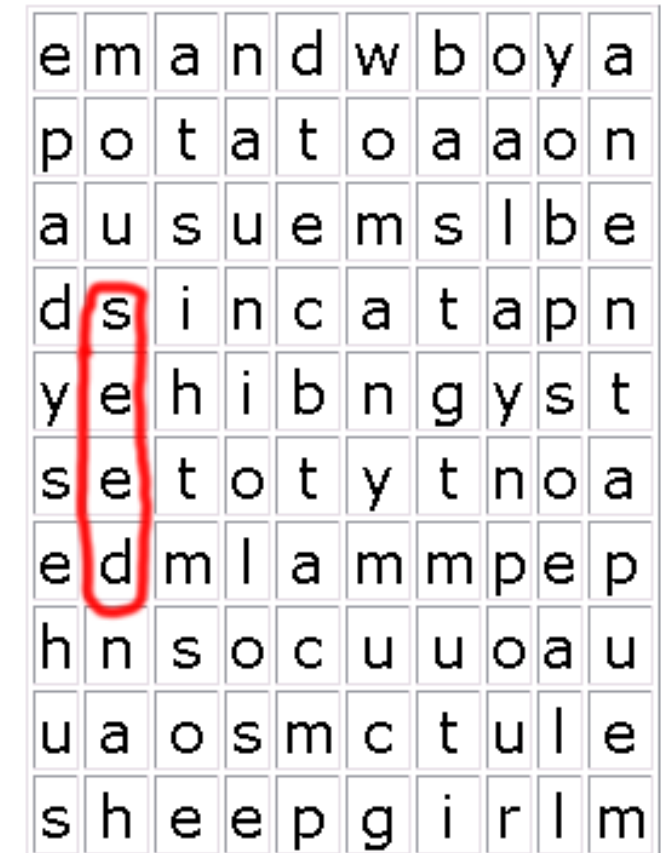 e m a n d w b o y a
p o t a t o a a o n
a u s u e m s l b e
d s i n c a t a p n
y e h i b n g y s t
s e t o t y t n o a
e d m l a m m p e p
h n s o c u u o a u
u a o s m c t u l e
s h e e p g i r l m